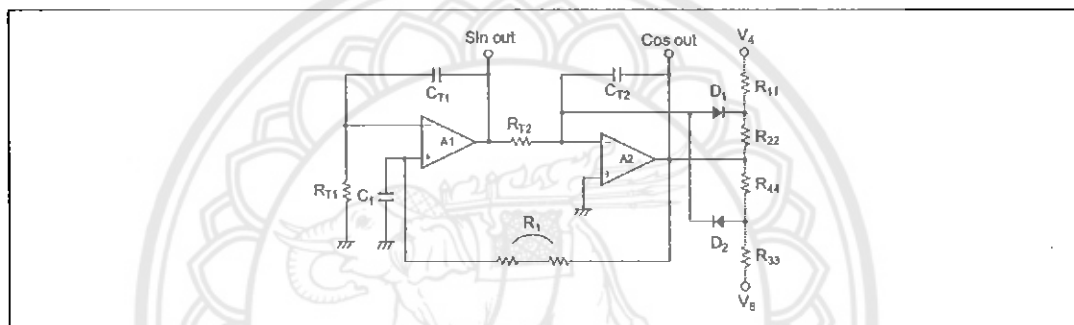 Sin out
Cos out
V4
CT1
CT2
D1
R11
RT2
A1
A2
R22
R44
RT1
C1
R1
D2
R33